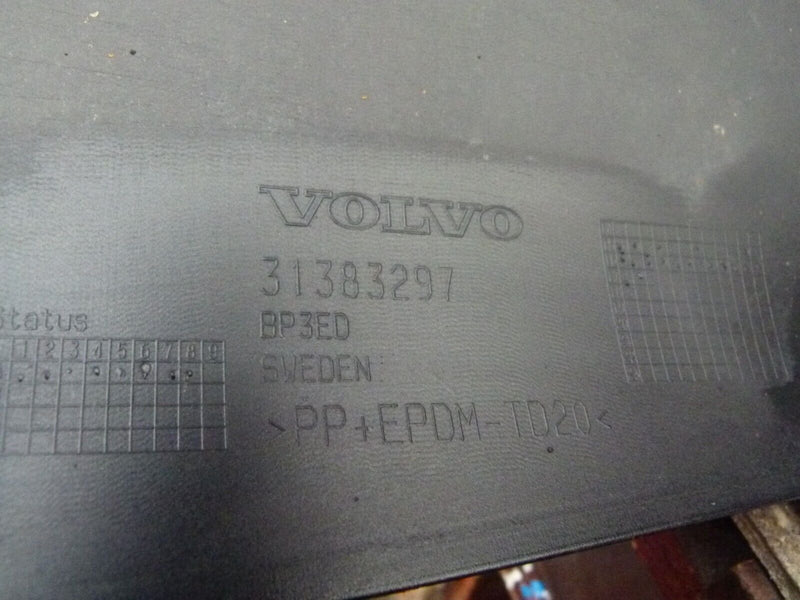 VOLVO
31383297
BP3ED
SWEDEN
>PP+EPDM-TD20<
Status
1 2 3 4 5 6 7 8 9